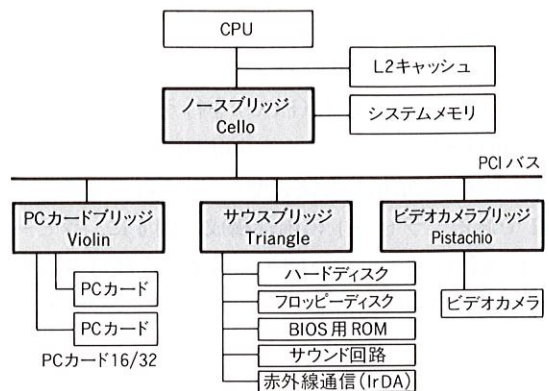 CPU
L2キャッシュ
ノースブリッジ
Cello
システムメモリ
PCIバス
PCカードブリッジ
Violin
サウスブリッジ
Triangle
ビデオカメラブリッジ
Pistachio
PCカード
PCカード
PCカード16/32
ハードディスク
フロッピーディスク
BIOS用ROM
サウンド回路
赤外線通信(IrDA)
ビデオカメラ